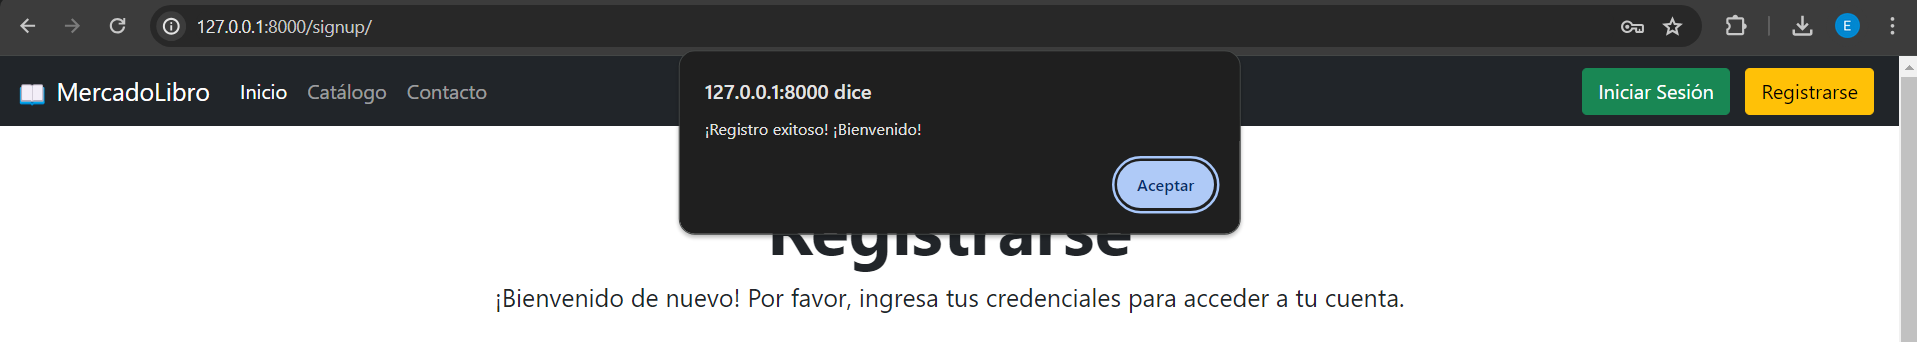 127.0.0.1:8000/signup/
E
MercadoLibro Inicio Catálogo Contacto Iniciar Sesión Registrarse
127.0.0.1:8000 dice
¡Registro exitoso! ¡Bienvenido!
Aceptar
Registrarse
¡Bienvenido de nuevo! Por favor, ingresa tus credenciales para acceder a tu cuenta.